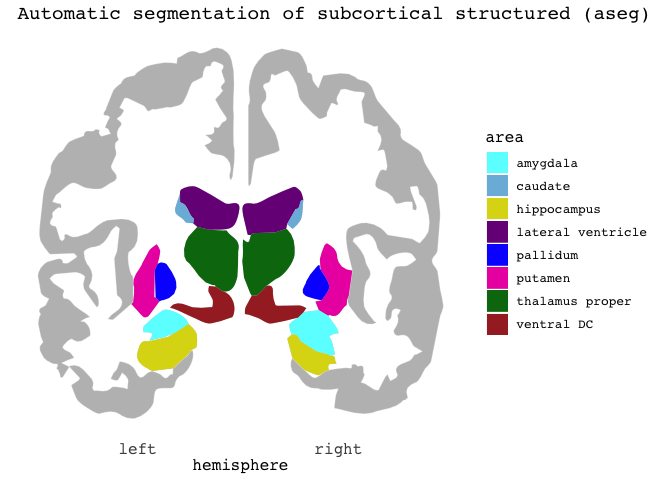 Automatic segmentation of subcortical structured (aseg)
area
amygdala
caudate
hippocampus
lateral ventricle
pallidum
putamen
thalamus proper
ventral DC
left right
hemisphere